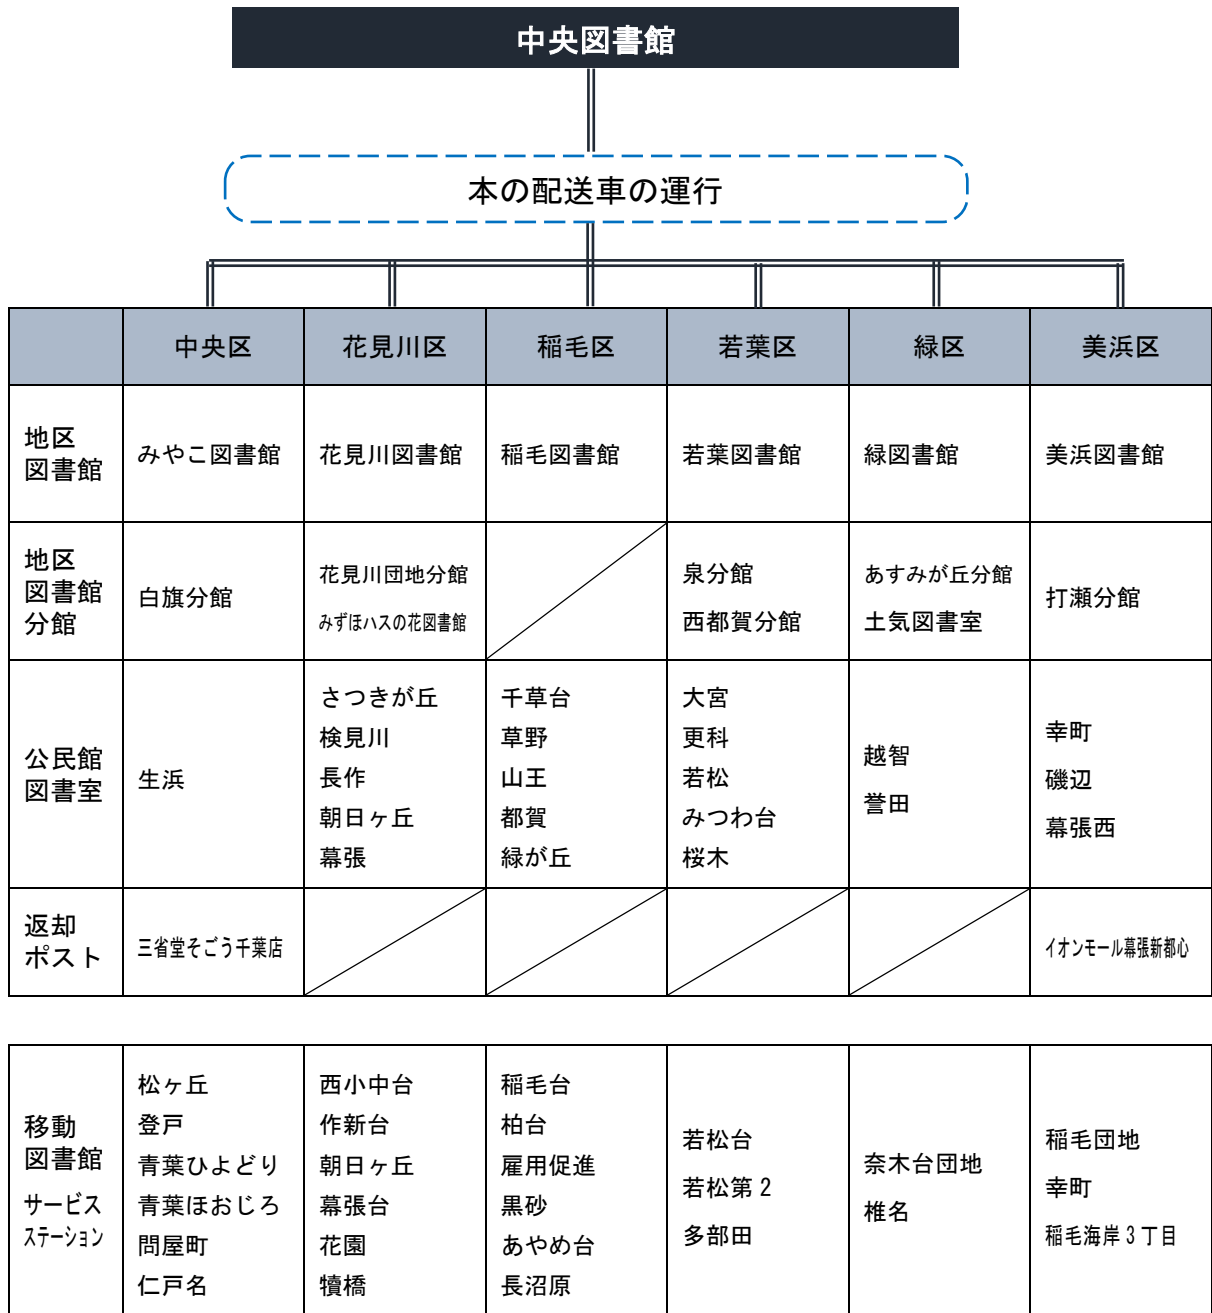 中央図書館
本の配送車の運行
中央区 花見川区 稲毛区 若葉区 緑区 美浜区
地区
図書館
みやこ図書館
花見川図書館
稲毛図書館
若葉図書館
緑図書館
美浜図書館
地区
図書館
分館
白旗分館
花見川団地分館
みずほハスの花図書館
泉分館
西都賀分館
あすみが丘分館
土気図書室
打瀬分館
公民館
図書室
生浜
さつきが丘
検見川
長作
朝日ヶ丘
幕張
千草台
草野
山王
都賀
緑が丘
大宮
更科
若松
みつわ台
桜木
越智
誉田
幸町
磯辺
幕張西
返却
ポスト
三省堂そごう千葉店
イオンモール幕張新都心
移動
図書館
サービス
ステーション
松ヶ丘
登戸
青葉ひよどり
青葉ほおじろ
問屋町
仁戸名
西小中台
作新台
朝日ヶ丘
幕張台
花園
犢橋
稲毛台
柏台
雇用促進
黒砂
あやめ台
長沼原
若松台
若松第2
多部田
奈木台団地
椎名
稲毛団地
幸町
稲毛海岸3丁目